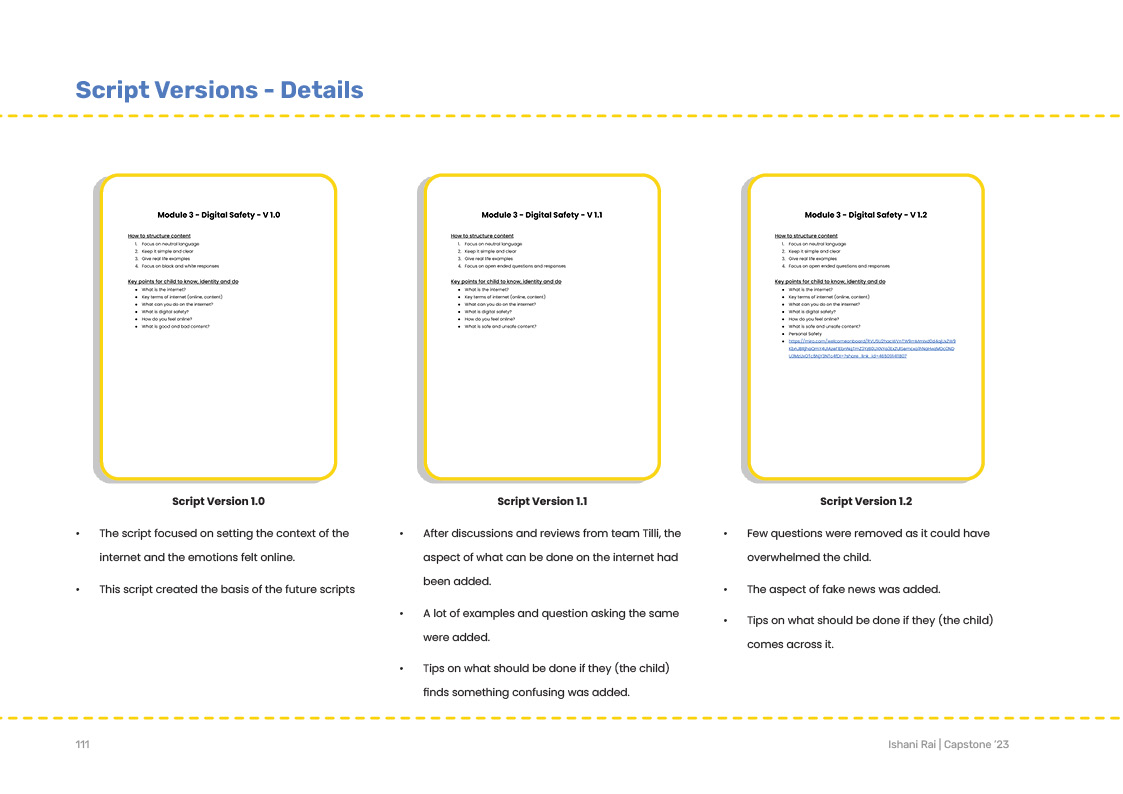 Script Versions - Details
Module 3 - Digital Safety - V 1.0
How to structure content
1. Focus on neutral language
2. Keep it simple and clear
3. Give real life examples
4. Focus on black and white responses
Key points for child to know, identity and do
• What is the internet?
• Key terms of internet (online, content)
• What can you do on the internet?
• What is digital safety?
• How do you feel online?
• What is good and bad content?
Script Version 1.0
• The script focused on setting the context of the
internet and the emotions felt online.
• This script created the basis of the future scripts
Module 3 - Digital Safety - V 1.1
How to structure content
1. Focus on neutral language
2. Keep it simple and clear
3. Give real life examples
4. Focus on open ended questions and responses
Key points for child to know, identity and do
• What is the internet?
• Key terms of internet (online, content)
• What can you do on the internet?
• What is digital safety?
• How do you feel online?
• What is safe and unsafe content?
Script Version 1.1
• After discussions and reviews from team Tilli, the
aspect of what can be done on the internet had
been added.
• A lot of examples and question asking the same
were added.
• Tips on what should be done if they (the child)
finds something confusing was added.
Module 3 - Digital Safety - V 1.2
How to structure content
1. Focus on neutral language
2. Keep it simple and clear
3. Give real life examples
4. Focus on open ended questions and responses
Key points for child to know, identity and do
• What is the internet?
• Key terms of internet (online, content)
• What can you do on the internet?
• What is digital safety?
• How do you feel online?
• What is safe and unsafe content?
• Personal Safety
Script Version 1.2
• Few questions were removed as it could have
overwhelmed the child.
• The aspect of fake news was added.
• Tips on what should be done if they (the child)
comes across it.
111
Ishani Rai | Capstone '23